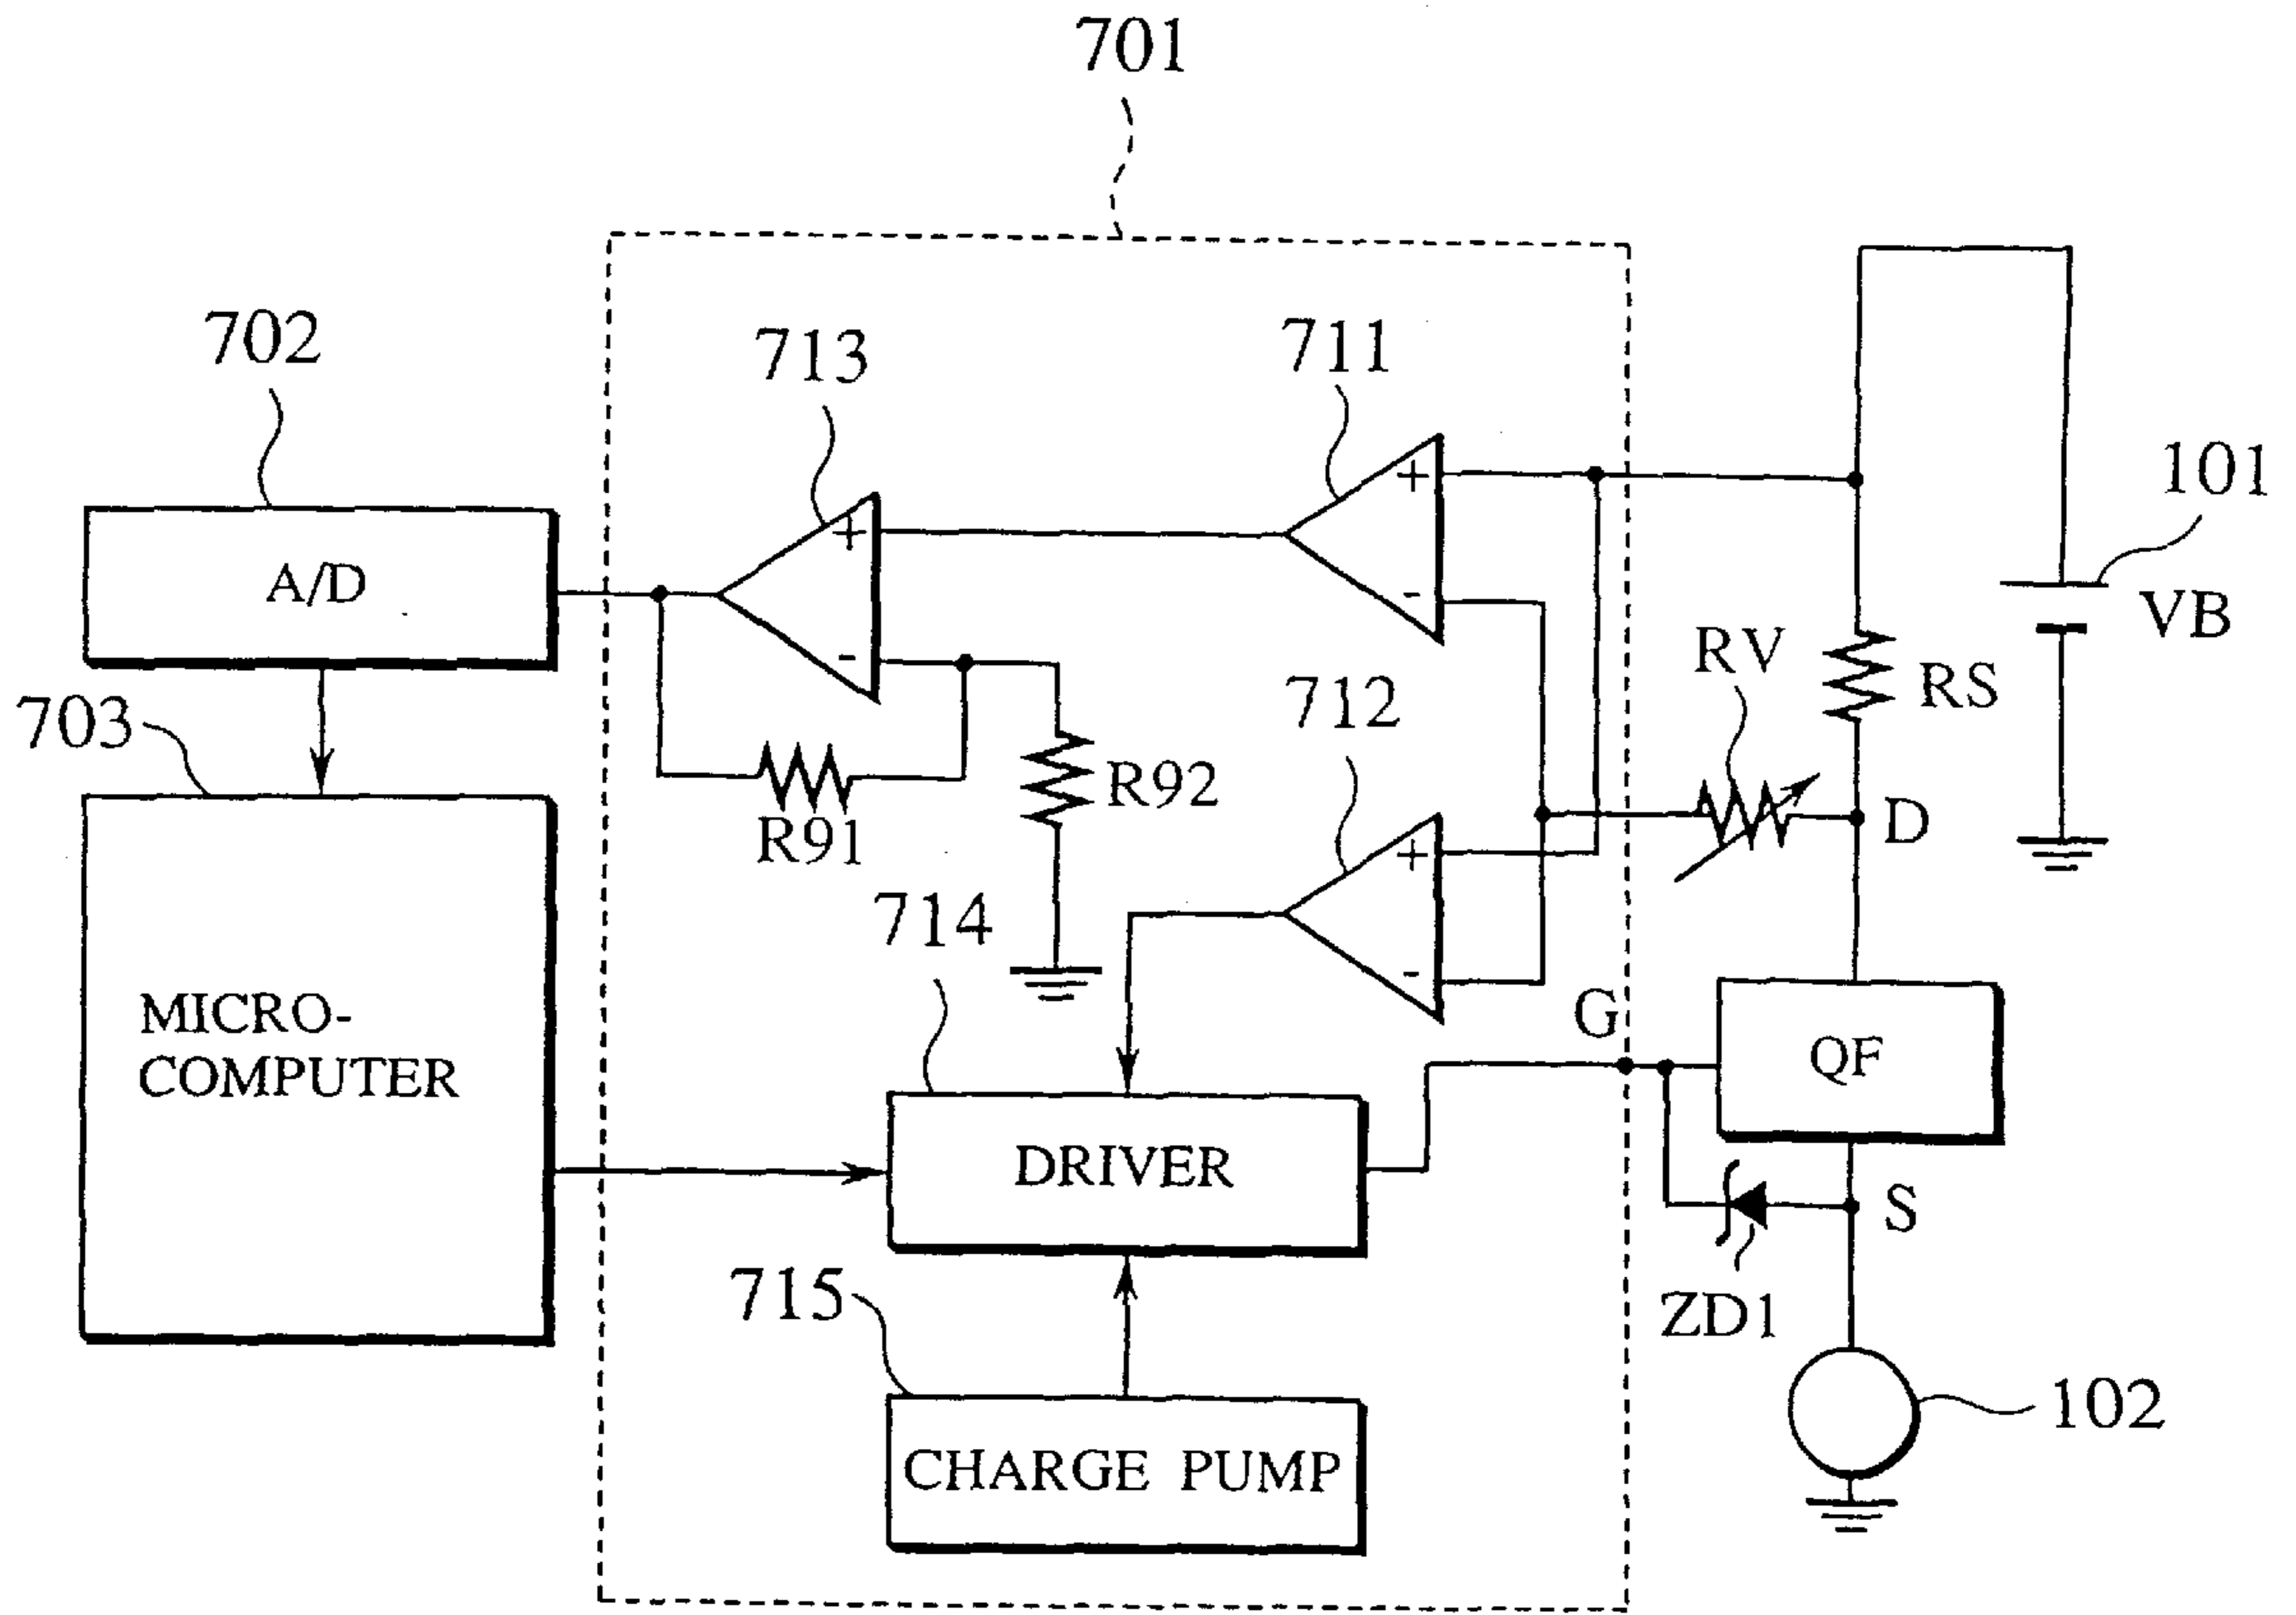 701
702
713
711
101
A/D
+
+
-
VB
RV
RS
703
-
712
R92
R91
D
+
714
-
G
MICRO-
COMPUTER
QF
DRIVER
S
715
ZD1
102
CHARGE PUMP